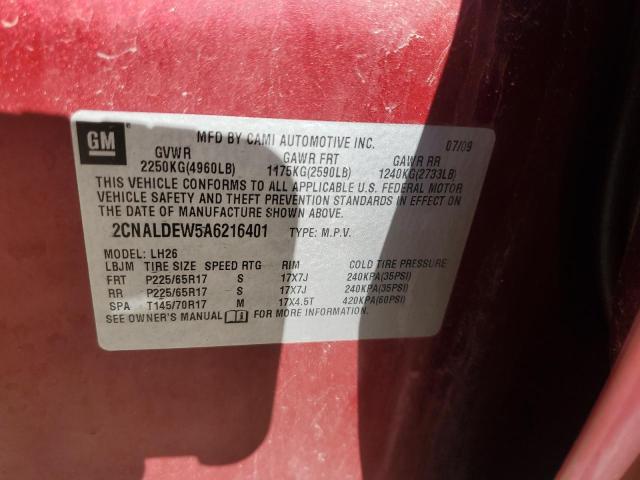 GM
MFD BY CAMI AUTOMOTIVE INC. 07/09
GVWR GAWR FRT GAWR RR
2250KG(4960LB) 1175KG(2590LB) 1240KG(2733LB)
THIS VEHICLE CONFORMS TO ALL APPLICABLE U.S. FEDERAL MOTOR
VEHICLE SAFETY AND THEFT PREVENTION STANDARDS IN EFFECT ON
THE DATE OF MANUFACTURE SHOWN ABOVE.
2CNALDEW5A6216401 TYPE: M.P.V.
MODEL: LH26
LBJM TIRE SIZE SPEED RTG RIM COLD TIRE PRESSURE
FRT P225/65R17 S 17X7J 240KPA(35PSI)
RR P225/65R17 S 17X7J 240KPA(35PSI)
SPA T145/70R17 M 17X4.5T 420KPA(60PSI)
SEE OWNER'S MANUAL FOR MORE INFORMATION.